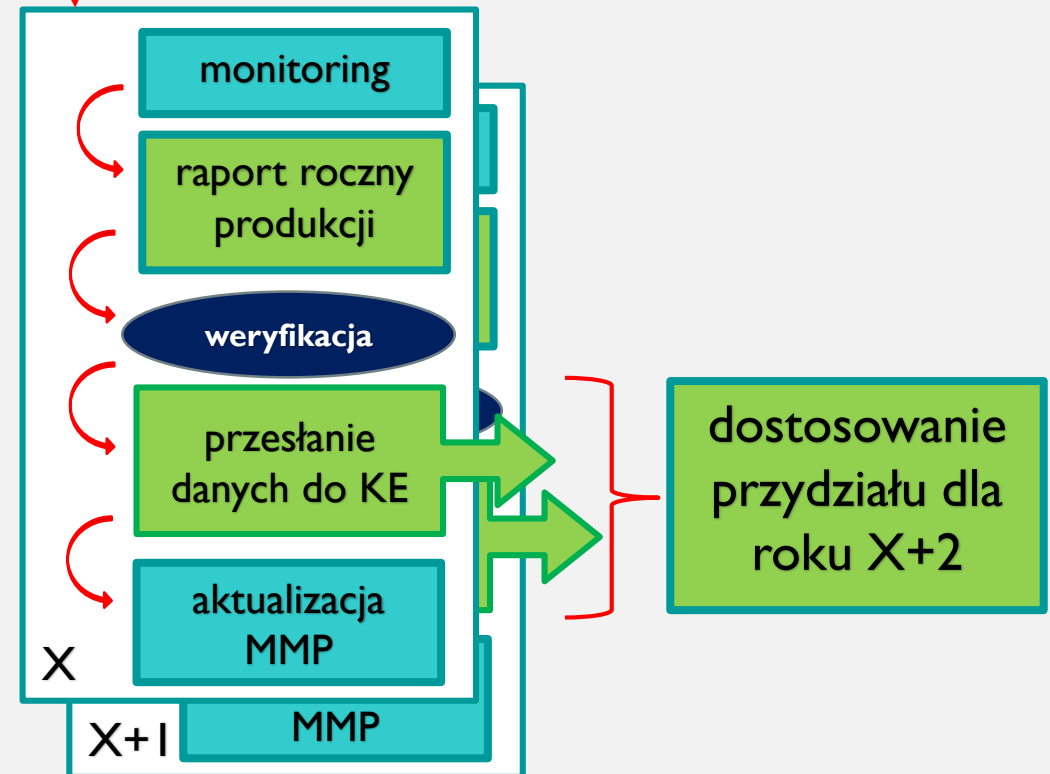 monitoring
raport roczny
produkcji
weryfikacja
przesłanie
danych do KE
aktualizacja
MMP
X
MMP
X+1
dostosowanie
przydziału dla
roku X+2